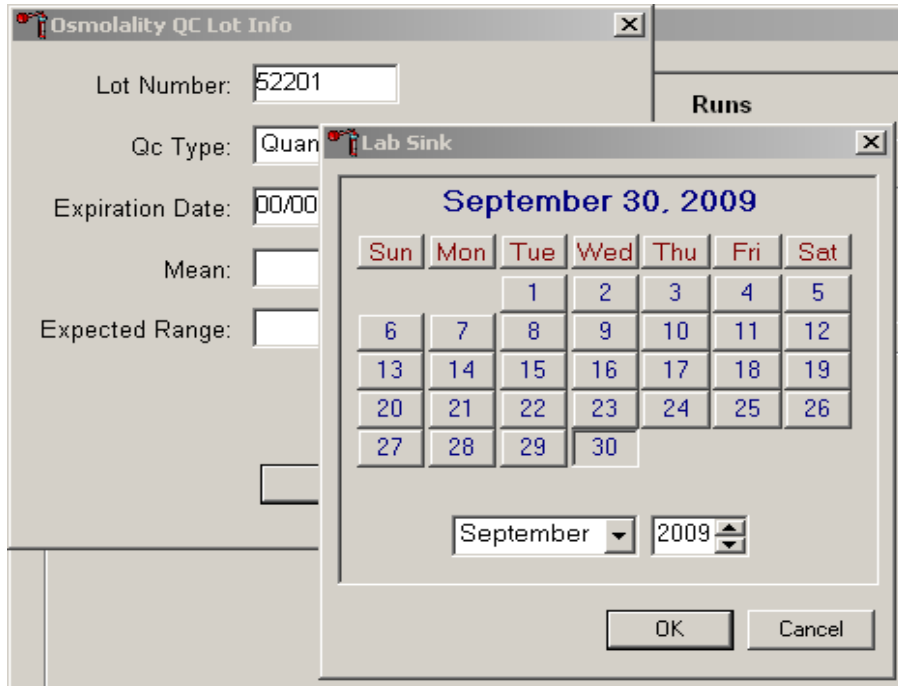 Osmolality QC Lot Info
Lot Number: 52201
Runs
Qc Type: Quan
Expiration Date: 00/00
Mean:
Expected Range:
Lab Sink
September 30, 2009
Sun Mon Tue Wed Thu Fri Sat
1 2 3 4 5
6 7 8 9 10 11 12
13 14 15 16 17 18 19
20 21 22 23 24 25 26
27 28 29 30
September 2009
OK Cancel